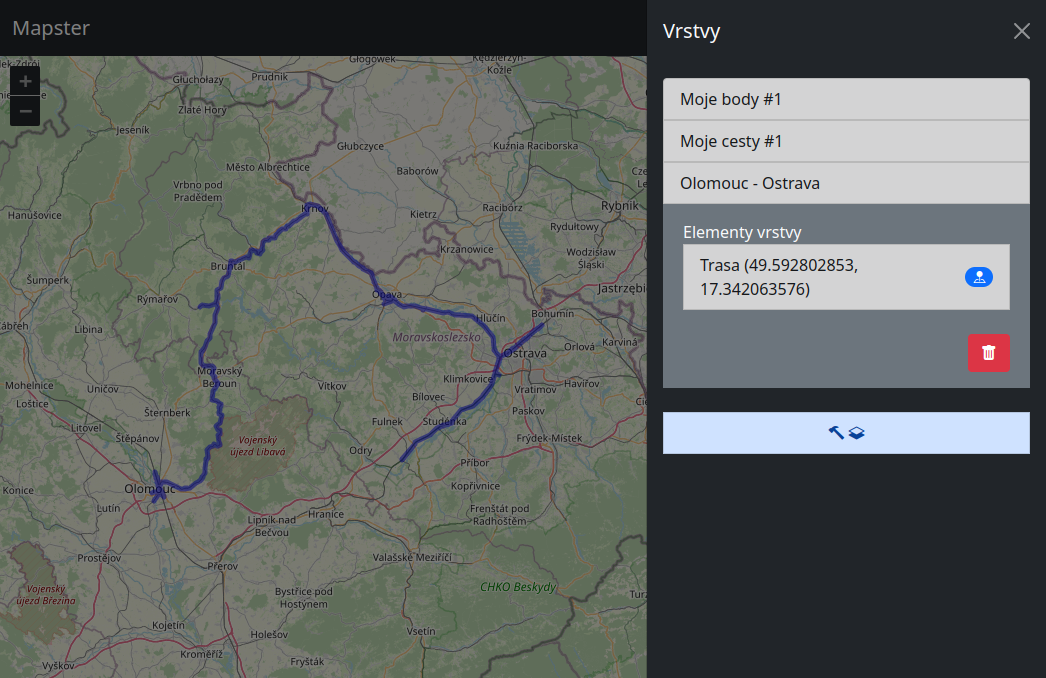 Mapster
Vrstvy
Moje body #1
Moje cesty #1
Olomouc - Ostrava
Elementy vrstvy
Trasa (49.592802853,
17.342063576)
+
−
Głogówek
Kędzierzyn-
Koźle
Prudnik
Głuchołazy
Zlaté Hory
Jeseník
Głubczyce
Kuźnia Raciborska
Město Albrechtice
Baborów
Vrbno pod
Pradědem
Hanušovice
Krnov
Kietrz
Racibórz
Rybnik
Rydułtowy
Krzanowice
Wodzisław
Śląski
Bruntál
Šumperk
Rýmařov
Opava
Jastrzębi
Hlučín
Bohumín
Libina
Moravskoslezsko
Ostrava
Orlová
Karviná
Moravský
Beroun
Mohelnice
Uničov
Vítkov
Klimkovice
Vratimov
Havířov
Loštice
Šternberk
Bílovec
Paskov
Litovel
Fulnek
Studénka
Štěpánov
Vojenský
újezd Libavá
Odry
Frýdek-Místek
Příbor
Konice
Olomouc
Kopřivnice
Lutín
Lipník nad
Bečvou
Hranice
Frenštát pod
Radhoštěm
Prostějov
Přerov
Valašské Meziříčí
Vojenský
újezd Březina
Bystřice pod
Hostýnem
CHKO Beskydy
Kojetín
Holešov
Vsetín
Kroměříž
Fryšták
Vyškov